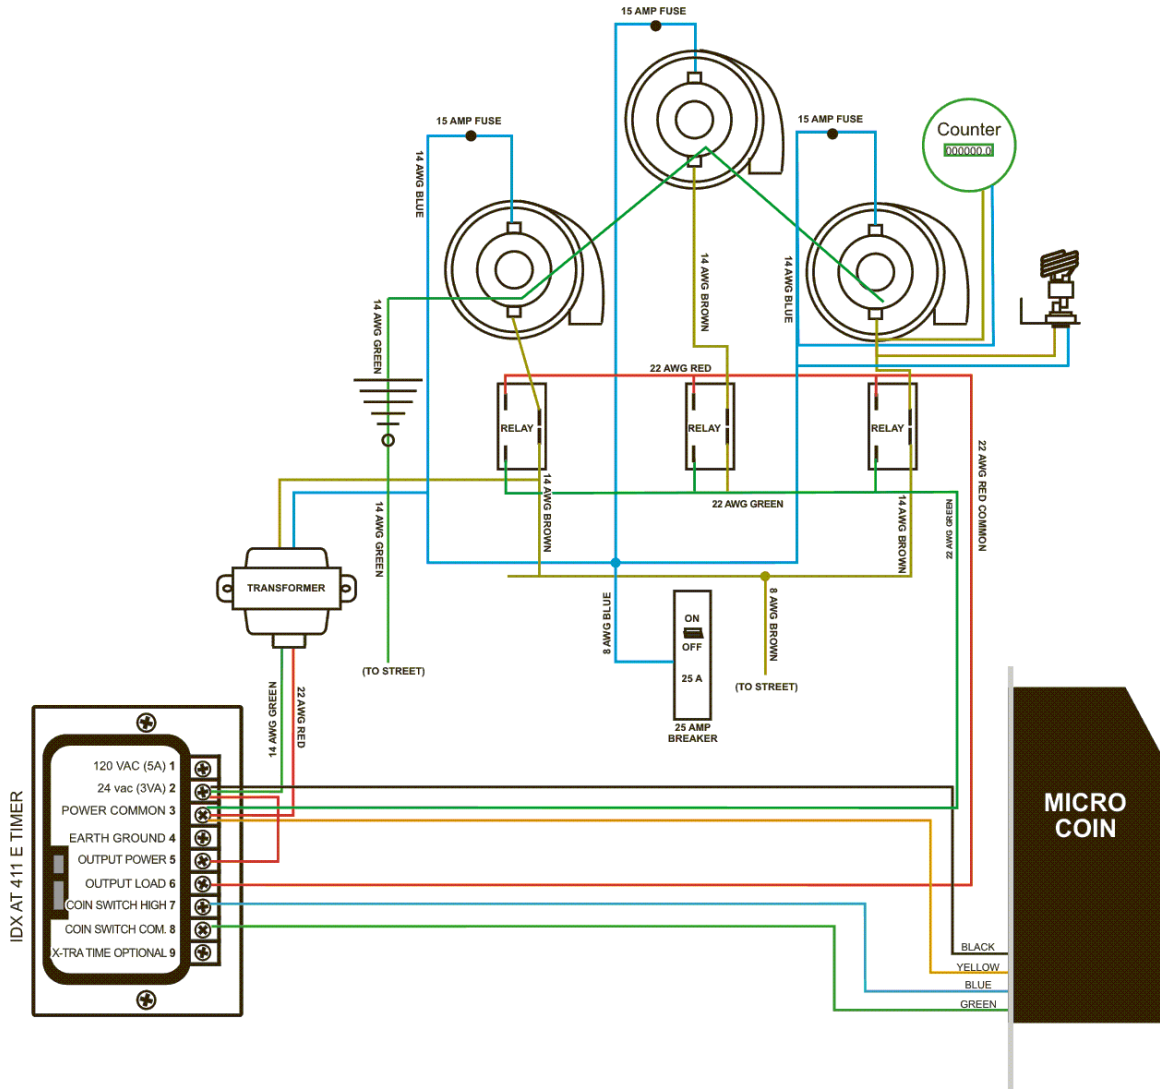 15 AMP FUSE
15 AMP FUSE
15 AMP FUSE
Counter
000000.0
14 AWG BLUE
14 AWG BROWN
14 AWG BLUE
14 AWG GREEN
22 AWG RED
RELAY
RELAY
RELAY
22 AWG RED COMMON
14 AWG BROWN
22 AWG GREEN
14 AWG BROWN
22 AWG GREEN
14 AWG GREEN
TRANSFORMER
8 AWG BLUE
ON
OFF
25 A
8 AWG BROWN
(TO STREET)
(TO STREET)
25 AMP
BREAKER
14 AWG GREEN
22 AWG RED
IDX AT 411 E TIMER
120 VAC (5A) 1
24 vac (3VA) 2
POWER COMMON 3
EARTH GROUND 4
OUTPUT POWER 5
OUTPUT LOAD 6
COIN SWITCH HIGH 7
COIN SWITCH COM. 8
X-TRA TIME OPTIONAL 9
MICRO
COIN
BLACK
YELLOW
BLUE
GREEN